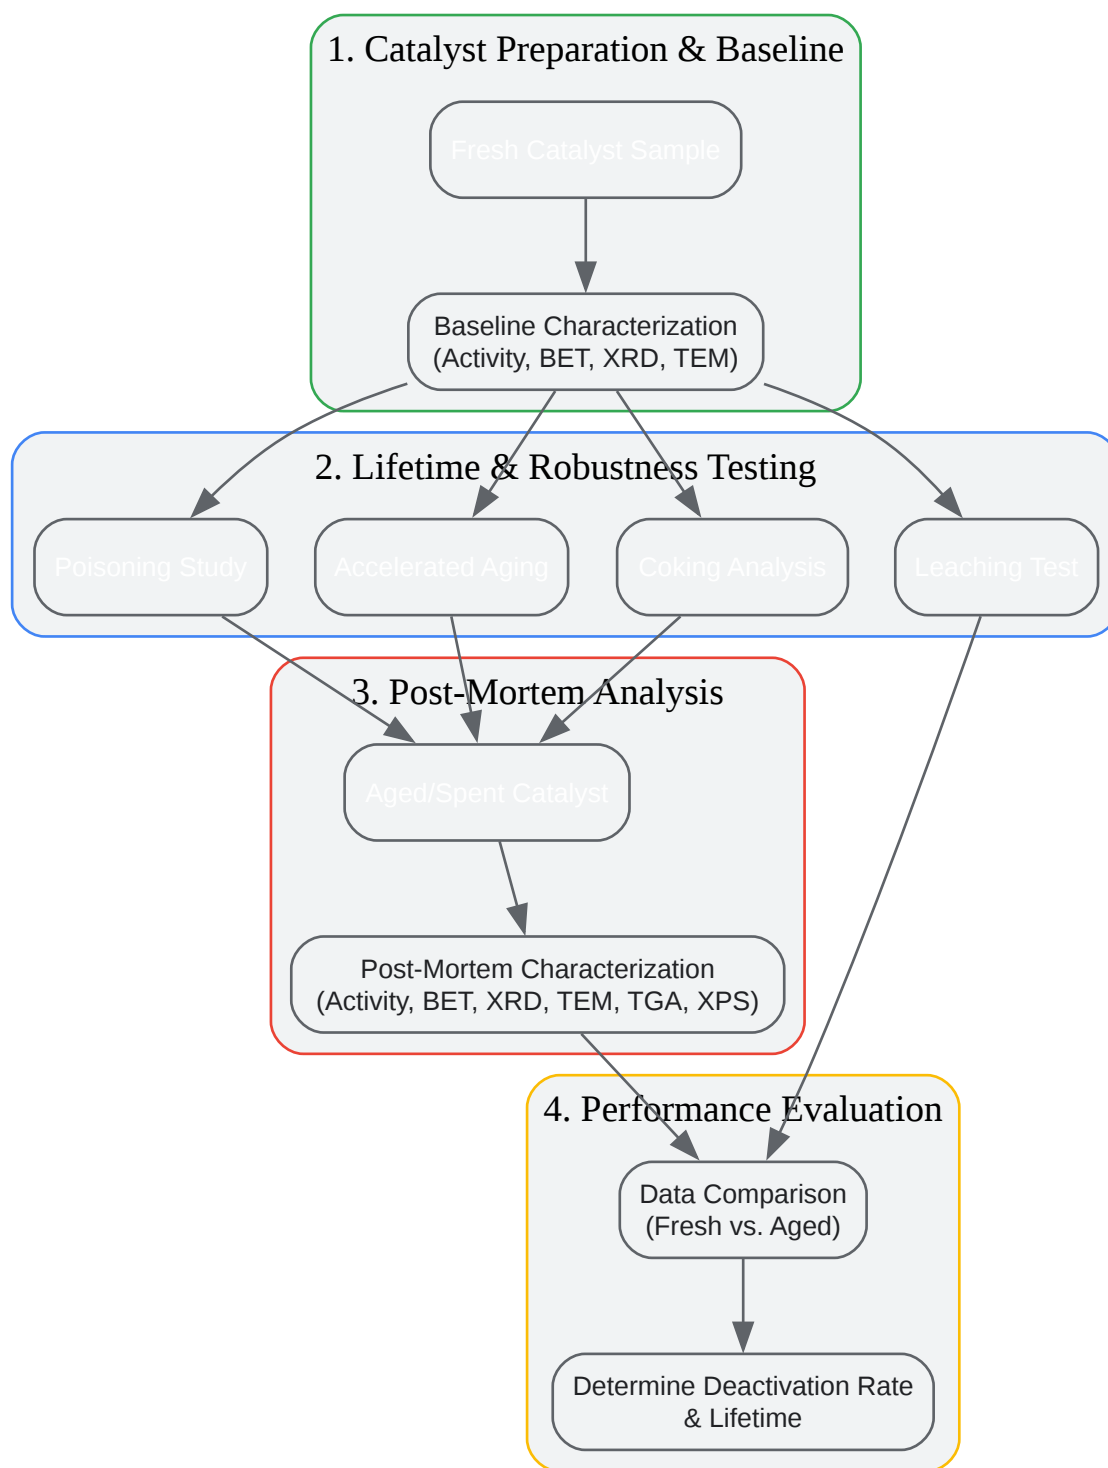 1. Catalyst Preparation & Baseline
Fresh Catalyst Sample
Baseline Characterization
(Activity, BET, XRD, TEM)
2. Lifetime & Robustness Testing
Poisoning Study
Accelerated Aging
Coking Analysis
Leaching Test
3. Post-Mortem Analysis
Aged/Spent Catalyst
Post-Mortem Characterization
(Activity, BET, XRD, TEM, TGA, XPS)
4. Performance Evaluation
Data Comparison
(Fresh vs. Aged)
Determine Deactivation Rate
& Lifetime